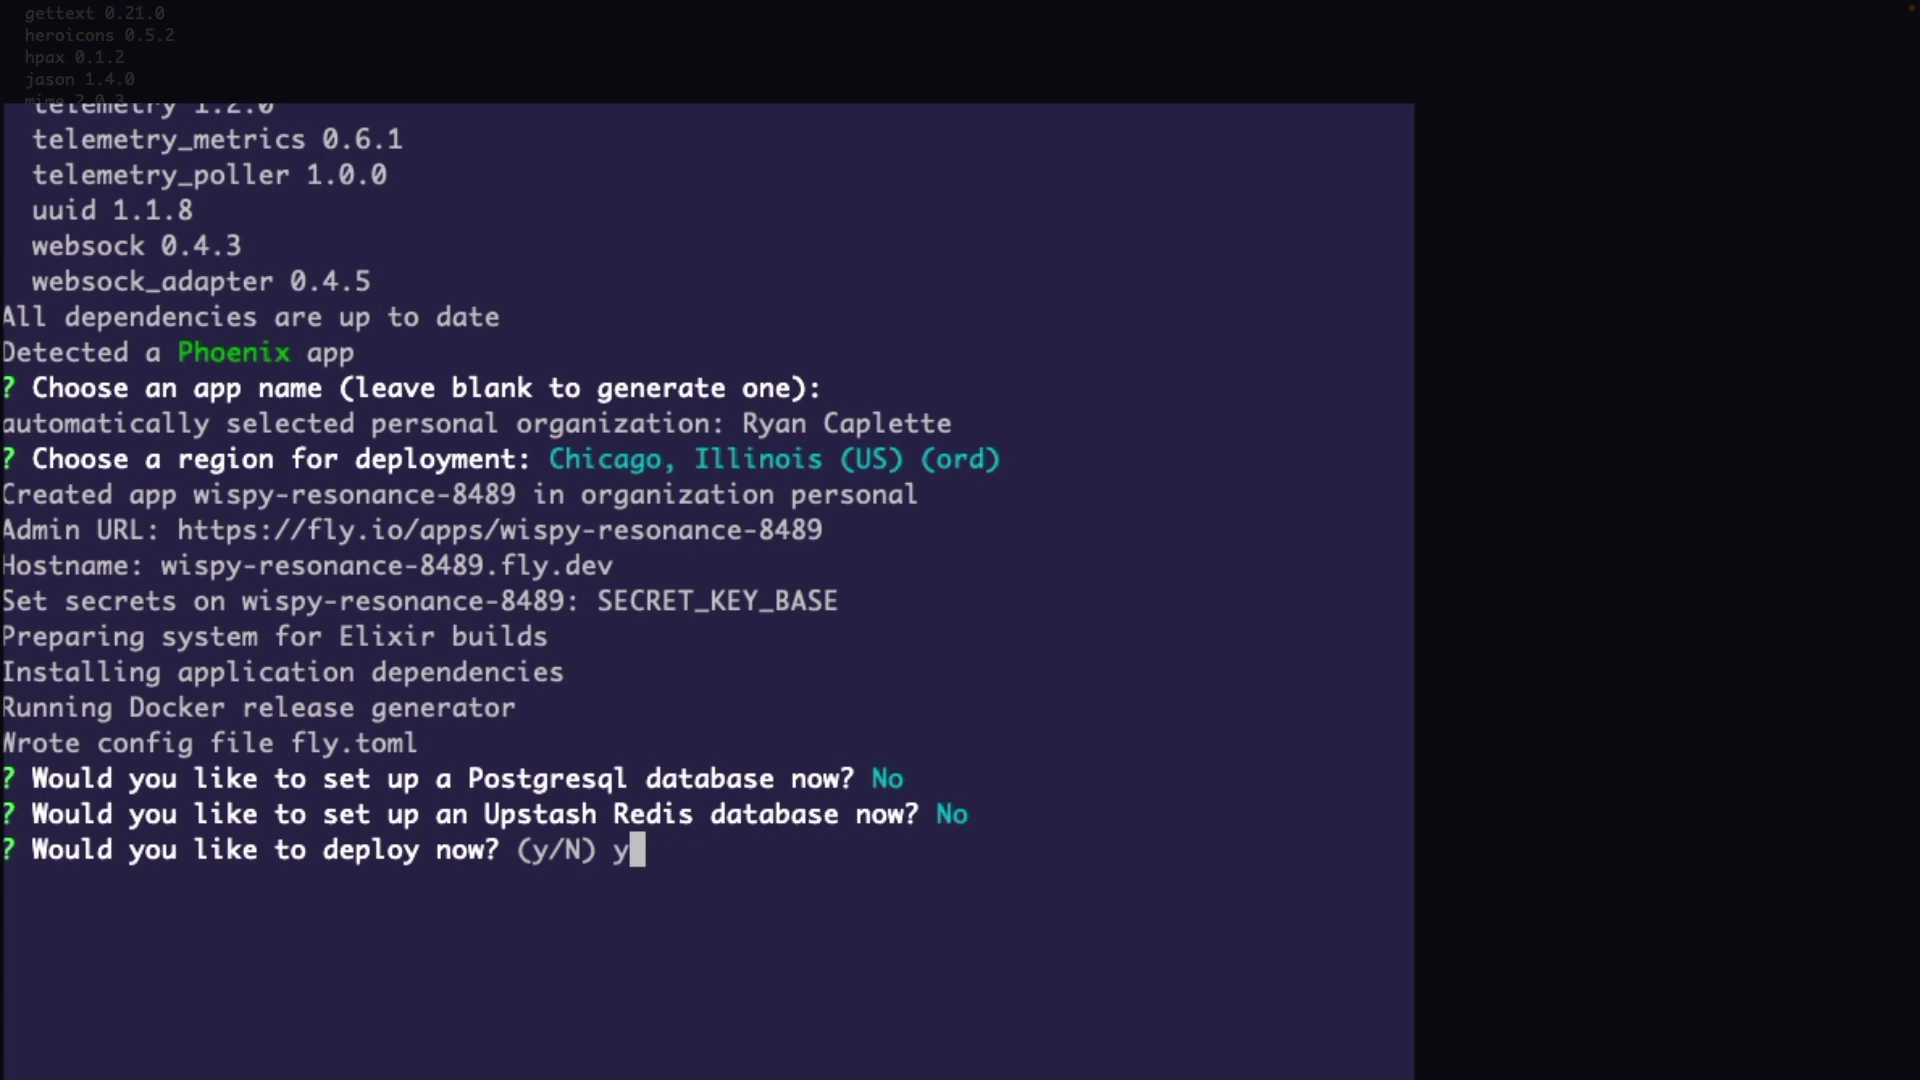 gettext 0.21.0
heroicons 0.5.2
hpax 0.1.2
jason 1.4.0
mime 2.0.3
telemetry 1.2.0
telemetry_metrics 0.6.1
telemetry_poller 1.0.0
uuid 1.1.8
websock 0.4.3
websock_adapter 0.4.5
All dependencies are up to date
Detected a Phoenix app
? Choose an app name (leave blank to generate one):
automatically selected personal organization: Ryan Caplette
? Choose a region for deployment: Chicago, Illinois (US) (ord)
Created app wispy-resonance-8489 in organization personal
Admin URL: https://fly.io/apps/wispy-resonance-8489
Hostname: wispy-resonance-8489.fly.dev
Set secrets on wispy-resonance-8489: SECRET_KEY_BASE
Preparing system for Elixir builds
Installing application dependencies
Running Docker release generator
Wrote config file fly.toml
? Would you like to set up a Postgresql database now? No
? Would you like to set up an Upstash Redis database now? No
? Would you like to deploy now? (y/N) y